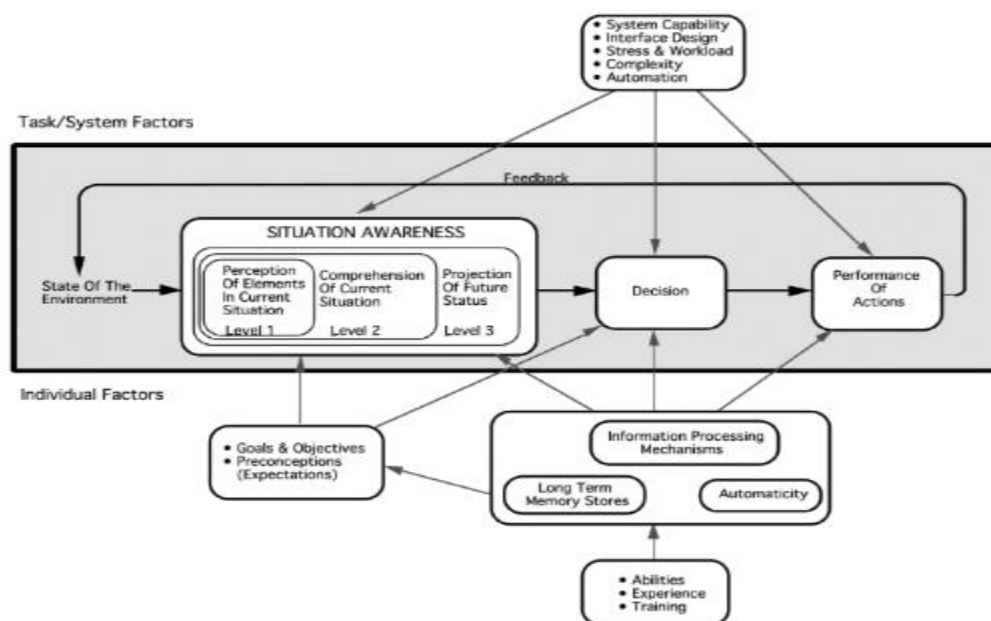 • System Capability
• Interface Design
• Stress & Workload
• Complexity
• Automation
Task/System Factors
Feedback
SITUATION AWARENESS
Perception
Of Elements
In Current
Situation
Level 1
Comprehension
Of Current
Situation
Level 2
Projection
Of Future
Status
Level 3
State Of The
Environment
Decision
Performance
Of
Actions
Individual Factors
• Goals & Objectives
• Preconceptions
(Expectations)
Information Processing
Mechanisms
Long Term
Memory Stores
Automaticity
• Abilities
• Experience
• Training